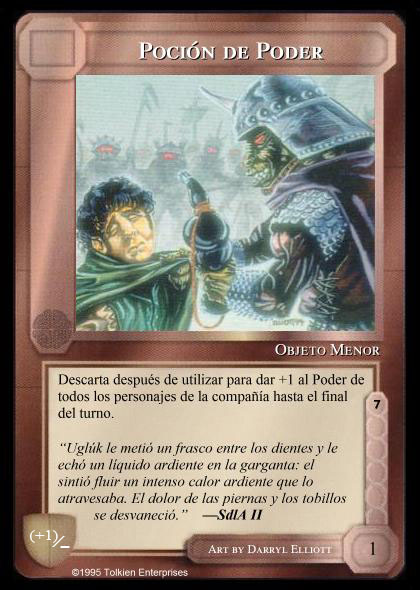 POCIÓN DE PODER
OBJETO MENOR
Descarta después de utilizar para dar +1 al Poder de
todos los personajes de la compañía hasta el final
del turno.
7
“Uglúk le metió un frasco entre los dientes y le
echó un líquido ardiente en la garganta: el
sintió fluir un intenso calor ardiente que lo
atravesaba. El dolor de las piernas y los tobillos
se desvaneció.” —SdlA II
(+1)/–
ART BY DARRYL ELLIOTT
1
©1995 Tolkien Enterprises